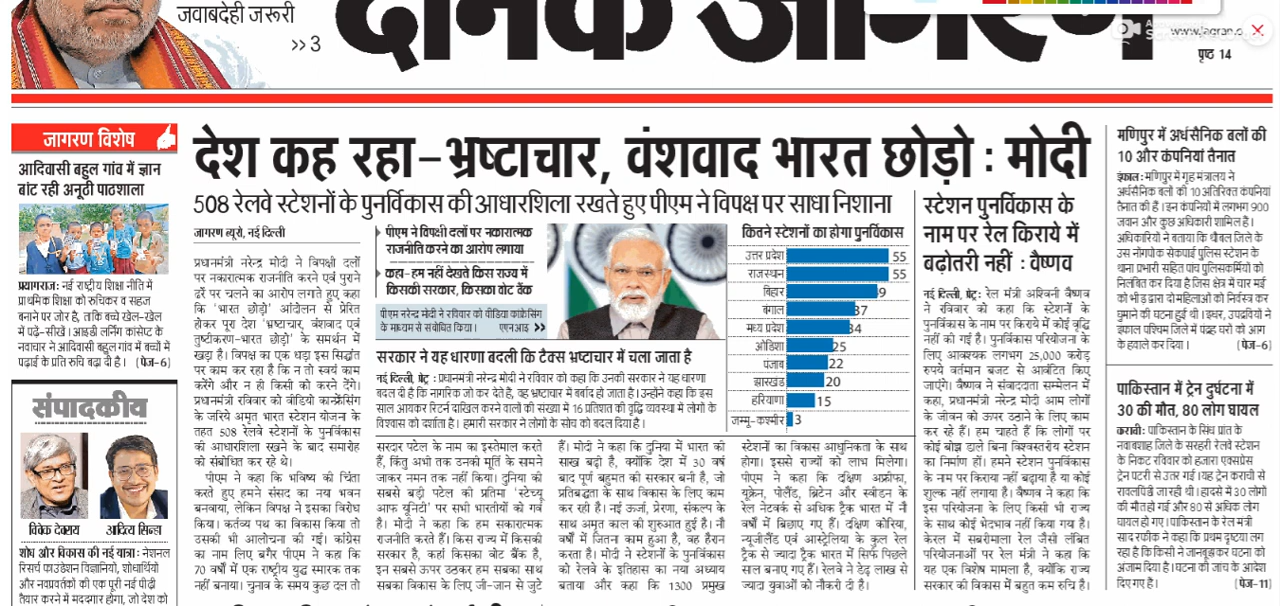 जवाबदेही जरूरी
>> 3
दैनिक जागरण
पृष्ठ 14
जागरण विशेष
आदिवासी बहुल गांव में ज्ञान
बांट रही अनूठी पाठशाला
प्रयागराज: नई राष्ट्रीय शिक्षा नीति में
प्राथमिक शिक्षा को रुचिकर व सहज
बनाने पर जोर है, ताकि बच्चे खेल-खेल
में पढ़ें-सीखें। आइडी लर्निंग कांसेप्ट के
नवाचार ने आदिवासी बहुल गांव में बच्चों में
पढ़ाई के प्रति रुचि बढ़ा दी है। (पेज-6)
संपादकीय
विवेक देवराय आदित्य सिन्हा
शोध और विकास की नई यात्रा: नेशनल
रिसर्च फाउंडेशन विज्ञानियों, शोधार्थियों
और नवप्रवर्तकों की एक पूरी नई पीढ़ी
तैयार करने में मददगार होगा, जो देश को
देश कह रहा-भ्रष्टाचार, वंशवाद भारत छोड़ो : मोदी
508 रेलवे स्टेशनों के पुनर्विकास की आधारशिला रखते हुए पीएम ने विपक्ष पर साधा निशाना
जागरण ब्यूरो, नई दिल्ली
प्रधानमंत्री नरेन्द्र मोदी ने विपक्षी दलों
पर नकारात्मक राजनीति करने एवं पुराने
ढर्रे पर चलने का आरोप लगाते हुए कहा
कि 'भारत छोड़ो' आंदोलन से प्रेरित
होकर पूरा देश 'भ्रष्टाचार, वंशवाद एवं
तुष्टीकरण-भारत छोड़ो' के समर्थन में
खड़ा है। विपक्ष का एक धड़ा इस सिद्धांत
पर काम कर रहा है कि न तो स्वयं काम
करेंगे और न ही किसी को करने देंगे।
प्रधानमंत्री रविवार को वीडियो कांफ्रेंसिंग
के जरिये अमृत भारत स्टेशन योजना के
तहत 508 रेलवे स्टेशनों के पुनर्विकास
की आधारशिला रखने के बाद समारोह
को संबोधित कर रहे थे।
पीएम ने कहा कि भविष्य की चिंता
करते हुए हमने संसद का नया भवन
बनवाया, लेकिन विपक्ष ने इसका विरोध
किया। कर्तव्य पथ का विकास किया तो
उसकी भी आलोचना की गई। कांग्रेस
का नाम लिए बगैर पीएम ने कहा कि
70 वर्षों में एक राष्ट्रीय युद्ध स्मारक तक
नहीं बनाया। चुनाव के समय कुछ दल तो
पीएम ने विपक्षी दलों पर नकारात्मक
राजनीति करने का आरोप लगाया
कहा-हम नहीं देखते किस राज्य में
किसकी सरकार, किसका वोट बैंक
पीएम नरेन्द्र मोदी ने रविवार को वीडियो कांफ्रेंसिंग
के माध्यम से संबोधित किया। एएनआइ >>
सरकार ने यह धारणा बदली कि टैक्स भ्रष्टाचार में चला जाता है
नई दिल्ली, प्रेट्र : प्रधानमंत्री नरेन्द्र मोदी ने रविवार को कहा कि उनकी सरकार ने यह धारणा
बदल दी है कि नागरिक जो कर देते है, वह भ्रष्टाचार में बर्बाद हो जाता है। उन्होंने कहा कि इस
साल आयकर रिटर्न दाखिल करने वालों की संख्या में 16 प्रतिशत की वृद्धि व्यवस्था में लोगों के
विश्वास को दर्शाता है। हमारी सरकार ने लोगों की सोच को बदल दिया है।
सरदार पटेल के नाम का इस्तेमाल करते
हैं, किंतु अभी तक उनकी मूर्ति के सामने
जाकर नमन तक नहीं किया। दुनिया की
सबसे बड़ी पटेल की प्रतिमा 'स्टेच्यू
आफ यूनिटी' पर सभी भारतीयों को गर्व
है। मोदी ने कहा कि हम सकारात्मक
राजनीति करते हैं। किस राज्य में किसकी
सरकार है, कहां किसका वोट बैंक है,
इन सबसे ऊपर उठकर हम सबका साथ
सबका विकास के लिए जी-जान से जुटे
हैं। मोदी ने कहा कि दुनिया में भारत की
साख बढ़ी है, क्योंकि देश में 30 वर्ष
बाद पूर्ण बहुमत की सरकार बनी है, जो
प्रतिबद्धता के साथ विकास के लिए काम
कर रही है। नई ऊर्जा, प्रेरणा, संकल्प के
साथ अमृत काल की शुरुआत हुई है। नौ
वर्षों में जितना काम हुआ है, वह हैरान
करता है। मोदी ने स्टेशनों के पुनर्विकास
को रेलवे के इतिहास का नया अध्याय
बताया और कहा कि 1300 प्रमुख
कितने स्टेशनों का होगा पुनर्विकास
उत्तर प्रदेश 55
राजस्थान 55
बिहार 9
बंगाल 37
मध्य प्रदेश 34
ओडिशा 25
पंजाब 22
झारखंड 20
हरियाणा 15
जम्मू-कश्मीर 3
स्टेशनों का विकास आधुनिकता के साथ
होगा। इससे राज्यों को लाभ मिलेगा।
पीएम ने कहा कि दक्षिण अफ्रीका,
यूक्रेन, पोलैंड, ब्रिटेन और स्वीडन के
रेल नेटवर्क से अधिक ट्रैक भारत में नौ
वर्षों में बिछाए गए हैं। दक्षिण कोरिया,
न्यूजीलैंड एवं आस्ट्रेलिया के कुल रेल
ट्रैक से ज्यादा ट्रैक भारत में सिर्फ पिछले
साल बनाए गए हैं। रेलवे ने डेढ़ लाख से
ज्यादा युवाओं को नौकरी दी है।
स्टेशन पुनर्विकास के
नाम पर रेल किराये में
बढ़ोतरी नहीं : वैष्णव
नई दिल्ली, प्रेट्र: रेल मंत्री अश्विनी वैष्णव
ने रविवार को कहा कि स्टेशनों के
पुनर्विकास के नाम पर किराये में कोई वृद्धि
नहीं की गई है। पुनर्विकास परियोजना के
लिए आवश्यक लगभग 25,000 करोड़
रुपये वर्तमान बजट से आवंटित किए
जाएंगे। वैष्णव ने संवाददाता सम्मेलन में
कहा, प्रधानमंत्री नरेन्द्र मोदी आम लोगों
के जीवन को ऊपर उठाने के लिए काम
कर रहे हैं। हम चाहते हैं कि लोगों पर
कोई बोझ डाले बिना विश्वस्तरीय स्टेशन
का निर्माण हों। हमने स्टेशन पुनर्विकास
के नाम पर किराया नहीं बढ़ाया है या कोई
शुल्क नहीं लगाया है। वैष्णव ने कहा कि
इस परियोजना के लिए किसी भी राज्य
के साथ कोई भेदभाव नहीं किया गया है।
केरल में सबरीमाला रेल जैसी लंबित
परियोजनाओं पर रेल मंत्री ने कहा कि
यह एक विशेष मामला है, क्योंकि राज्य
सरकार की विकास में बहुत कम रुचि है।
मणिपुर में अर्धसैनिक बलों की
10 और कंपनियां तैनात
इंफाल: मणिपुर में गृह मंत्रालय ने
अर्धसैनिक बलों की 10 अतिरिक्त कंपनियां
तैनात की हैं। इन कंपनियों में लगभग 900
जवान और कुछ अधिकारी शामिल हैं।
अधिकारियों ने बताया कि थौबल जिले के
उस नोंगपोक सेकमाई पुलिस स्टेशन के
थाना प्रभारी सहित पांच पुलिसकर्मियों को
निलंबित कर दिया है जिस क्षेत्र में चार मई
को भीड़ द्वारा दो महिलाओं को निर्वस्त्र कर
घुमाने की घटना हुई थी। इधर, उपद्रवियों ने
इंफाल पश्चिम जिले में पंद्रह घरों को आग
के हवाले कर दिया। (पेज-6)
पाकिस्तान में ट्रेन दुर्घटना में
30 की मौत, 80 लोग घायल
कराची: पाकिस्तान के सिंध प्रांत के
नवाबशाह जिले के सरहरी रेलवे स्टेशन
के निकट रविवार को हजारा एक्सप्रेस
ट्रेन पटरी से उतर गई। यह ट्रेन कराची से
रावलपिंडी जा रही थी। हादसे में 30 लोगों
की मौत हो गई और 80 से अधिक लोग
घायल हो गए। पाकिस्तान के रेल मंत्री
साद रफीक ने कहा कि प्रथम दृष्टया लग
रहा है कि किसी ने जानबूझकर घटना को
अंजाम दिया है। घटना की जांच के आदेश
दिए गए है। (पेज-11)